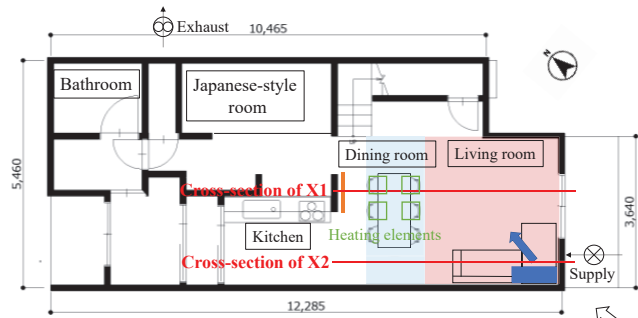 Exhaust
10,465
N
Bathroom
Japanese-style
room
Dining room
Living room
5,460
3,640
Cross-section of X1
Kitchen
Heating elements
Cross-section of X2
Supply
12,285